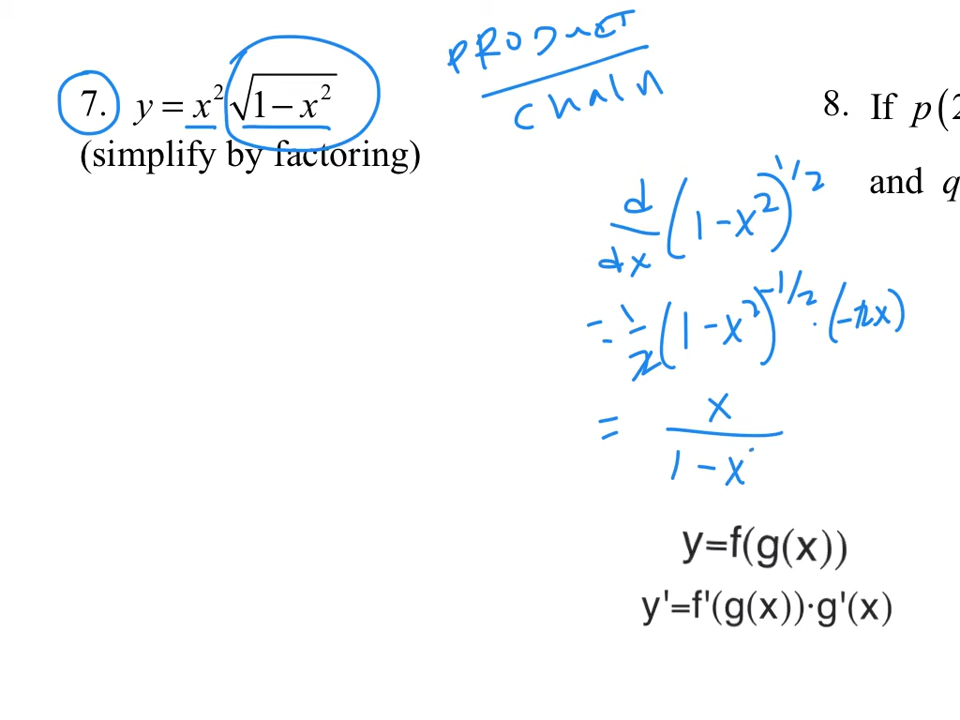 7. y = x²√(1 − x²)
(simplify by factoring)
PRODUCT
chain
8. If p(2
and q
d/dx (1 − x²)^1/2
= 1/2 (1 − x²)^-1/2 · (−2x)
= x / 1 − x
y=f(g(x))
y'=f'(g(x))·g'(x)